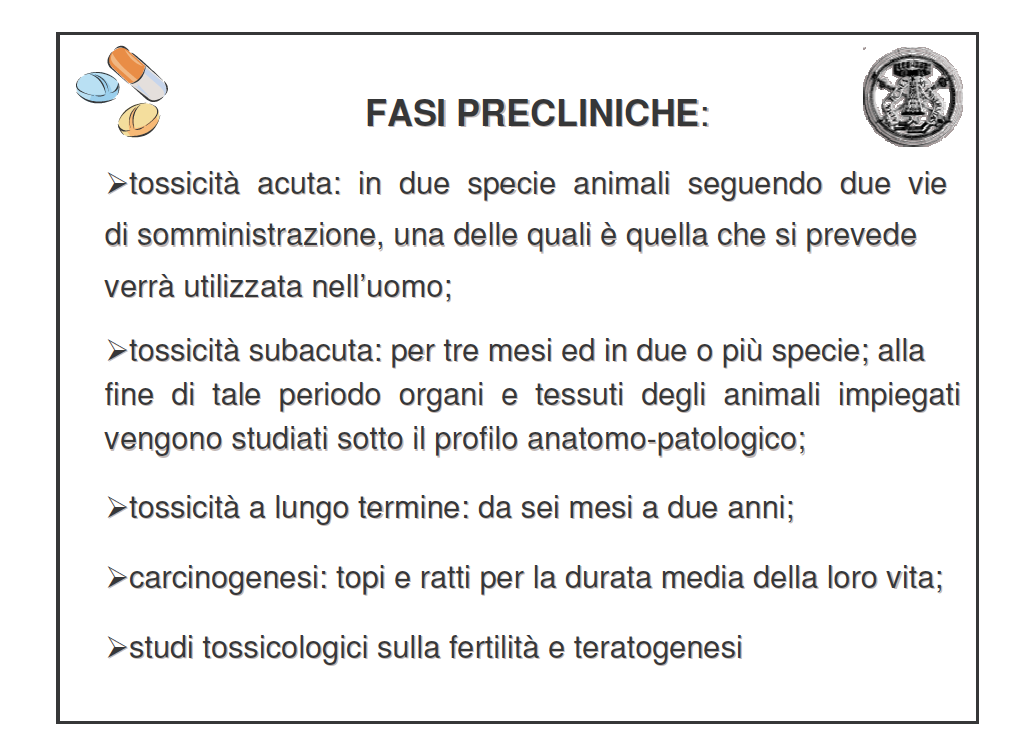 FASI PRECLINICHE:
➢tossicità acuta: in due specie animali seguendo due vie
di somministrazione, una delle quali è quella che si prevede
verrà utilizzata nell’uomo;
➢tossicità subacuta: per tre mesi ed in due o più specie; alla
fine di tale periodo organi e tessuti degli animali impiegati
vengono studiati sotto il profilo anatomo-patologico;
➢tossicità a lungo termine: da sei mesi a due anni;
➢carcinogenesi: topi e ratti per la durata media della loro vita;
➢studi tossicologici sulla fertilità e teratogenesi